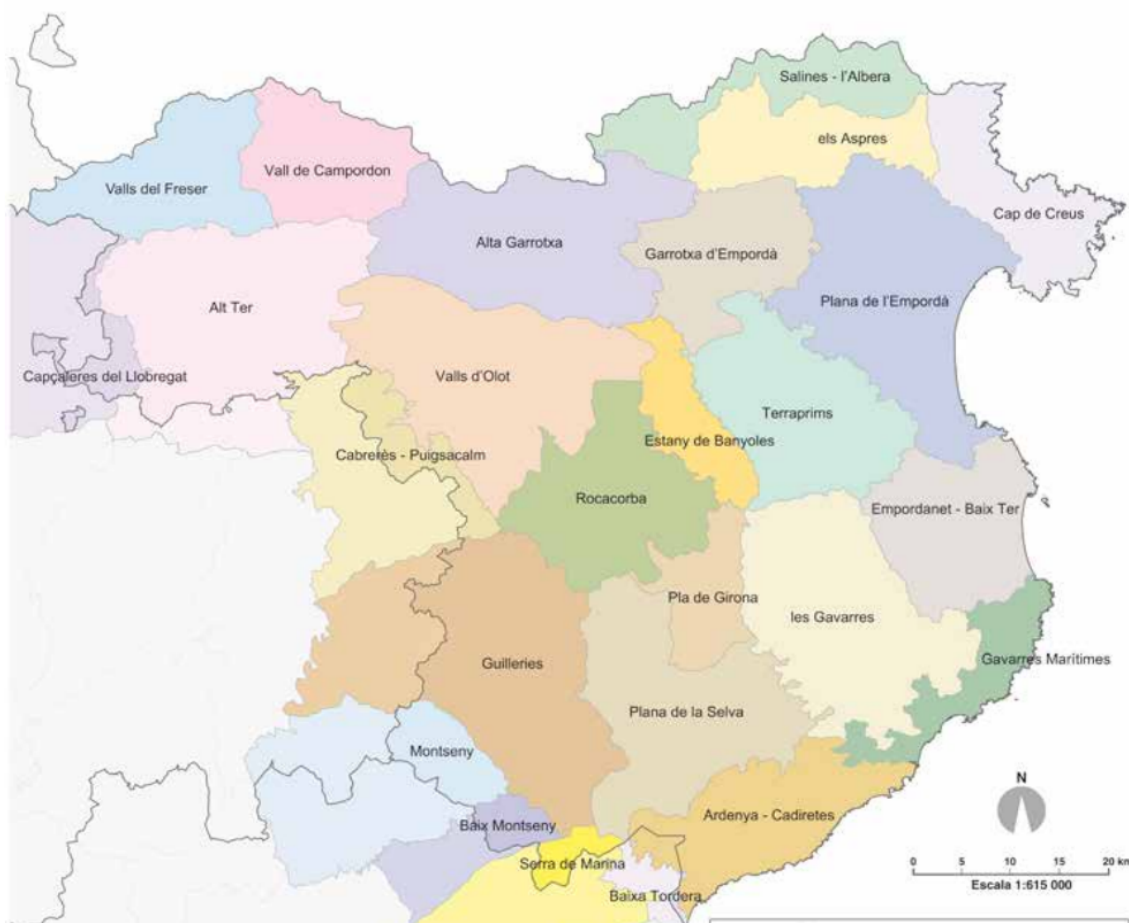 Salines - l'Albera
els Aspres
Vall de Campordon
Valls del Freser
Cap de Creus
Alta Garrotxa
Garrotxa d'Empordà
Plana de l'Empordà
Alt Ter
Capçaleres del Llobregat
Valls d'Olot
Terraprims
Estany de Banyoles
Cabrerès - Puigsacalm
Rocacorba
Empordanet - Baix Ter
Pla de Girona
les Gavarres
Guilleries
Gavarres Marítimes
Plana de la Selva
Montseny
N
Ardenya - Cadiretes
Baix Montseny
Serra de Marina
Baixa Tordera
0 5 10 15 20 km
Escala 1:615 000